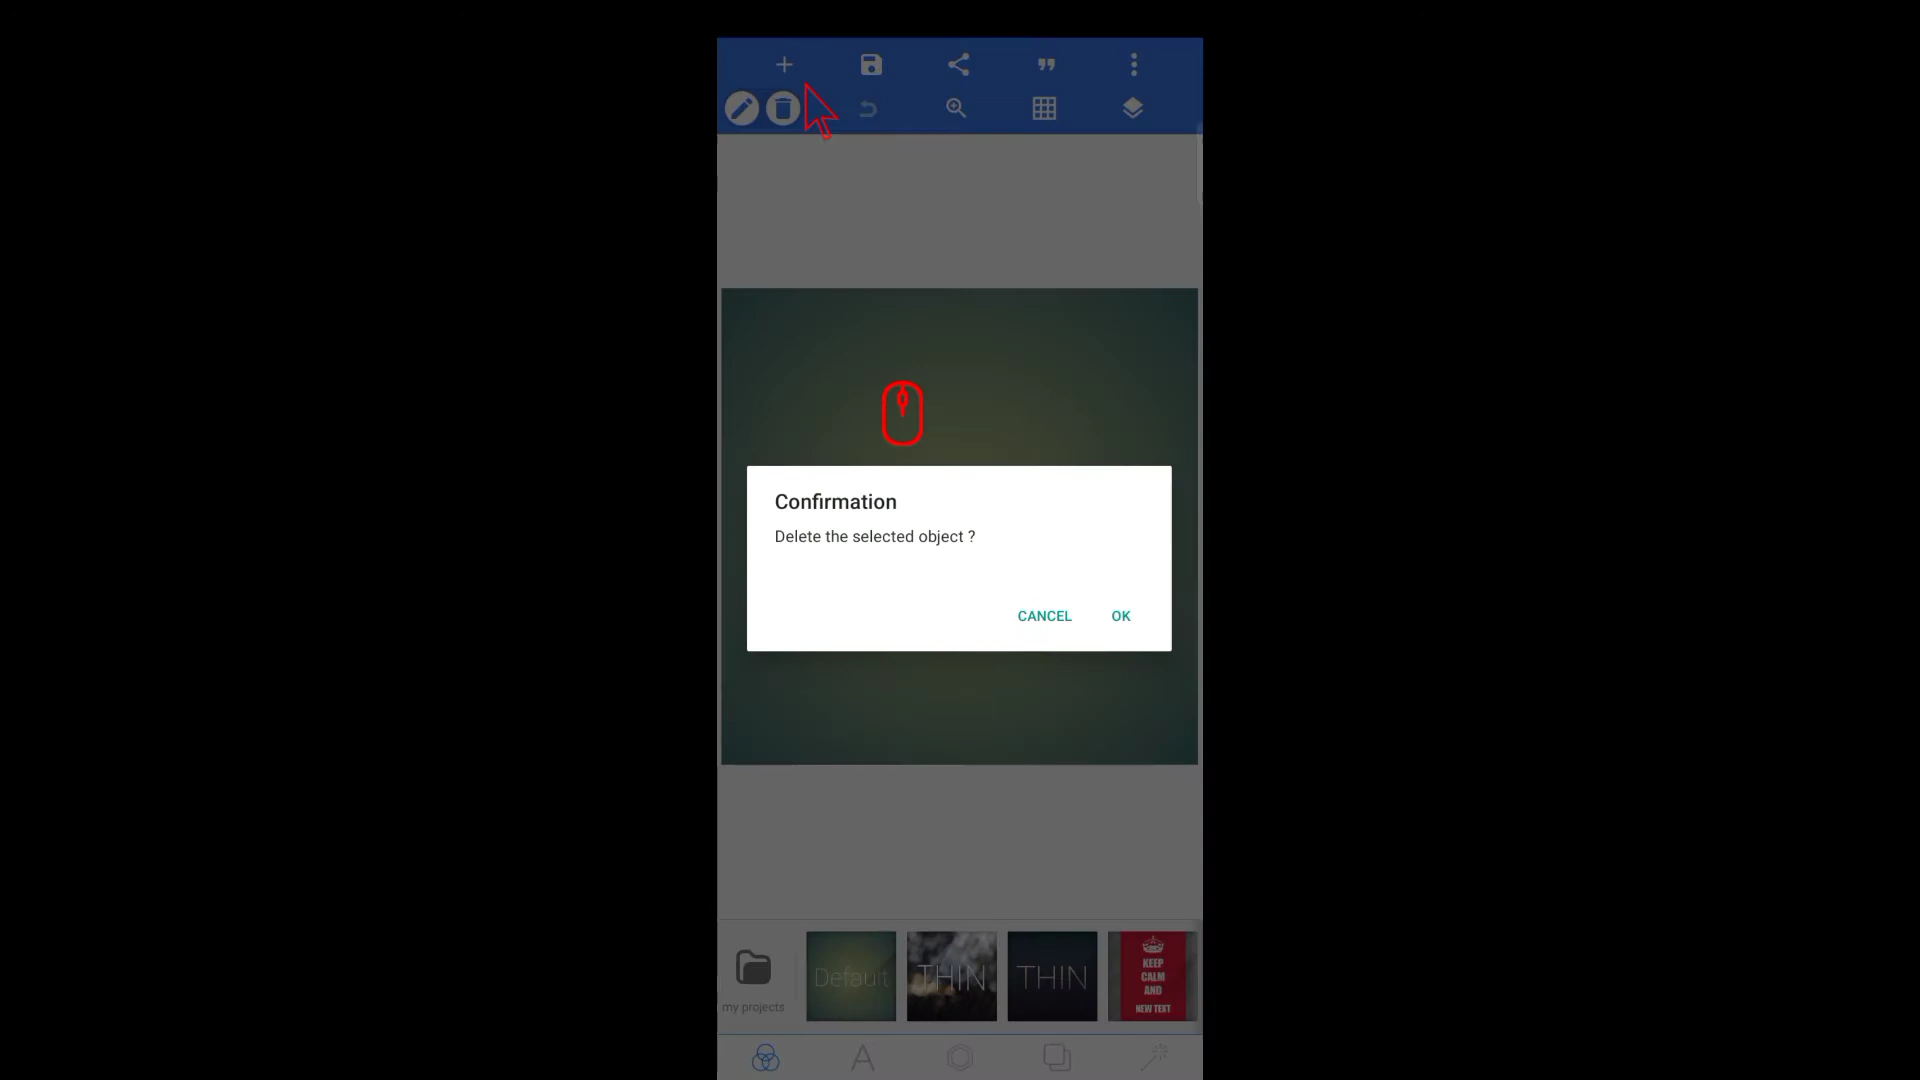 Confirmation
Delete the selected object ?
CANCEL OK
my projects
Default
THIN
THIN
KEEP
CALM
AND
NEW TEXT